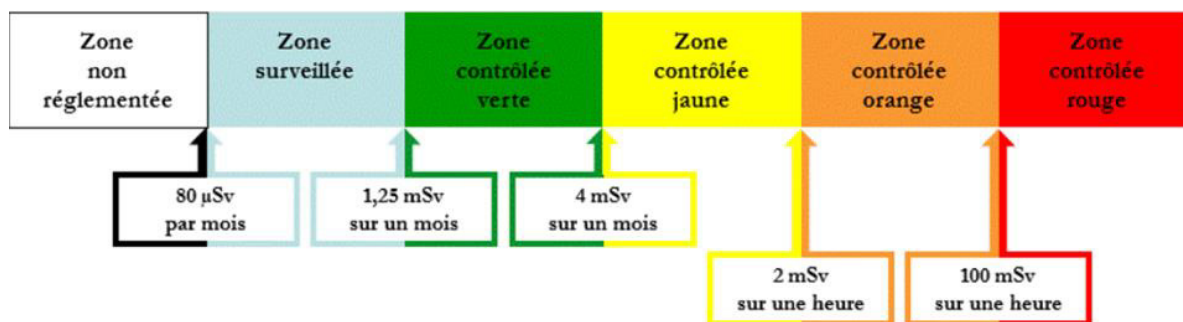 Zone
non
réglementée
Zone
surveillée
Zone
contrôlée
verte
Zone
contrôlée
jaune
Zone
contrôlée
orange
Zone
contrôlée
rouge
80 µSv
par mois
1,25 mSv
sur un mois
4 mSv
sur un mois
2 mSv
sur une heure
100 mSv
sur une heure